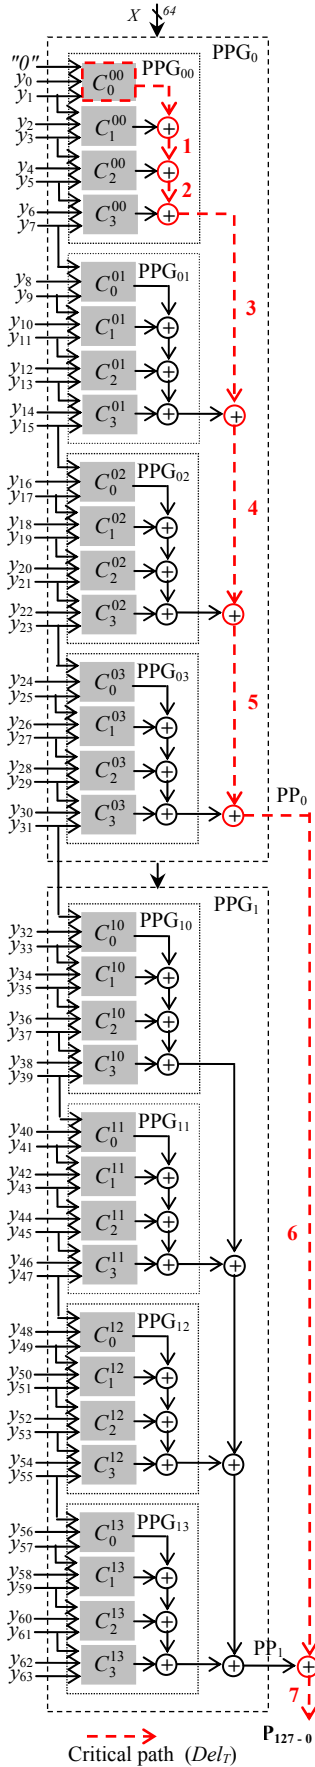 X 64
PPG0
"0" C0^00 PPG00
y0
y1
y2 C1^00
y3 1
y4 C2^00
y5 2
y6 C3^00
y7
3
PPG01
y8 C0^01
y9
y10 C1^01
y11
y12 C2^01
y13
y14 C3^01
y15
4
PPG02
y16 C0^02
y17
y18 C1^02
y19
y20 C2^02
y21
y22 C3^02
y23
PPG03
y24 C0^03
y25 5
y26 C1^03
y27
y28 C2^03
y29
y30 C3^03 PP0
y31
PPG1
PPG10
y32 C0^10
y33
y34 C1^10
y35
y36 C2^10
y37
y38 C3^10
y39
PPG11
y40 C0^11
y41
y42 C1^11
y43
y44 C2^11
y45 6
y46 C3^11
y47
PPG12
y48 C0^12
y49
y50 C1^12
y51
y52 C2^12
y53
y54 C3^12
y55
PPG13
y56 C0^13
y57
y58 C1^13
y59
y60 C2^13
y61
y62 C3^13 PP1
y63
7
P127 - 0
Critical path (DelT)